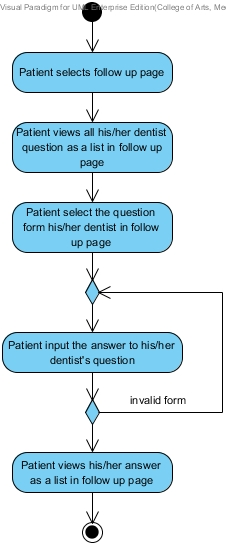 Visual Paradigm for UML Enterprise Edition(College of Arts, Me
Patient selects follow up page
Patient views all his/her dentist
question as a list in follow up
page
Patient select the question
form his/her dentist in follow
up page
Patient input the answer to his/her
dentist's question
invalid form
Patient views his/her answer
as a list in follow up page